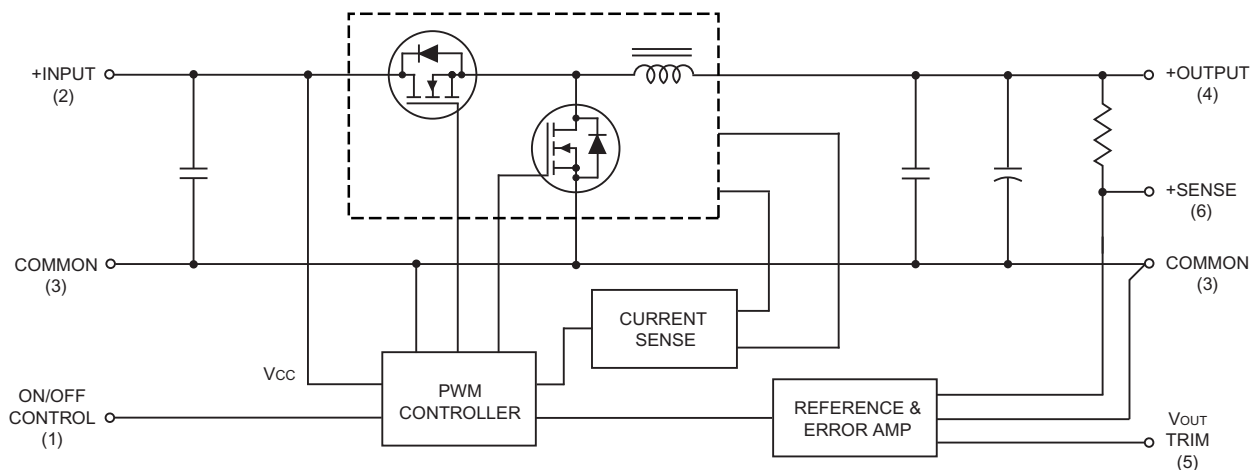 +INPUT
(2)
+OUTPUT
(4)
+SENSE
(6)
COMMON
(3)
COMMON
(3)
CURRENT
SENSE
VCC
PWM
CONTROLLER
ON/OFF
CONTROL
(1)
REFERENCE &
ERROR AMP
VOUT
TRIM
(5)